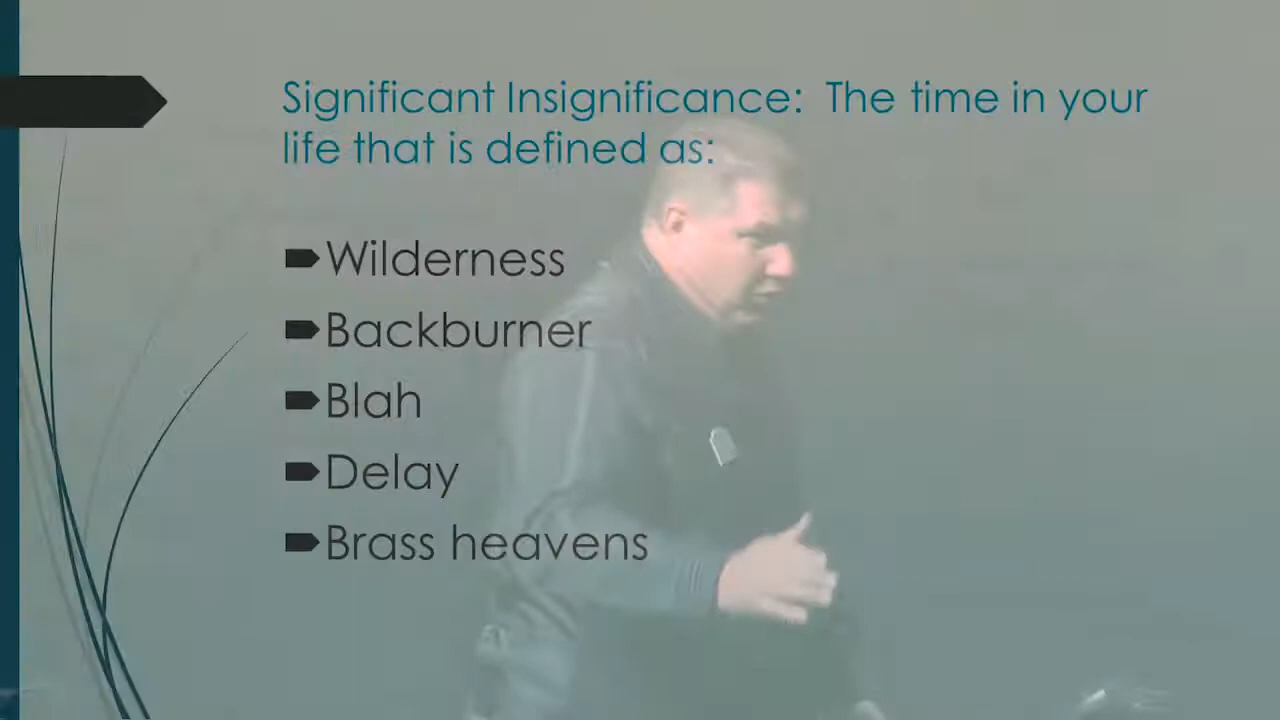 Significant Insignificance: The time in your
life that is defined as:
Wilderness
Backburner
Blah
Delay
Brass heavens